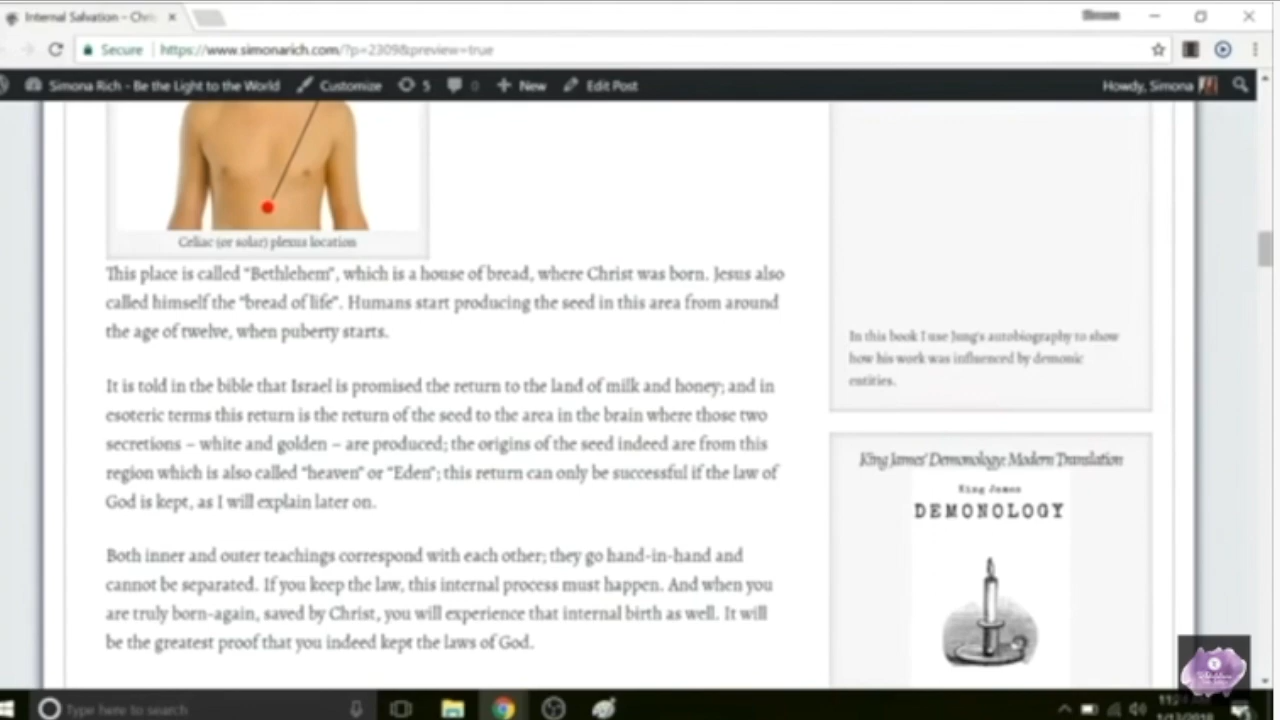 Internal Salvation – Chri
Secure https://www.simonarich.com/?p=2309&preview=true
Simona Rich - Be the Light to the World Customize 5 0 New Edit Post Howdy, Simona
Celiac (or solar) plexus location
This place is called "Bethlehem", which is a house of bread, where Christ was born. Jesus also
called himself the "bread of life". Humans start producing the seed in this area from around
the age of twelve, when puberty starts.
It is told in the bible that Israel is promised the return to the land of milk and honey; and in
esoteric terms this return is the return of the seed to the area in the brain where those two
secretions – white and golden – are produced; the origins of the seed indeed are from this
region which is also called "heaven" or "Eden"; this return can only be successful if the law of
God is kept, as I will explain later on.
Both inner and outer teachings correspond with each other; they go hand-in-hand and
cannot be separated. If you keep the law, this internal process must happen. And when you
are truly born-again, saved by Christ, you will experience that internal birth as well. It will
be the greatest proof that you indeed kept the laws of God.
In this book I use Jung's autobiography to show
how his work was influenced by demonic
entities.
King James' Demonology: Modern Translation
King James
DEMONOLOGY
Type here to search